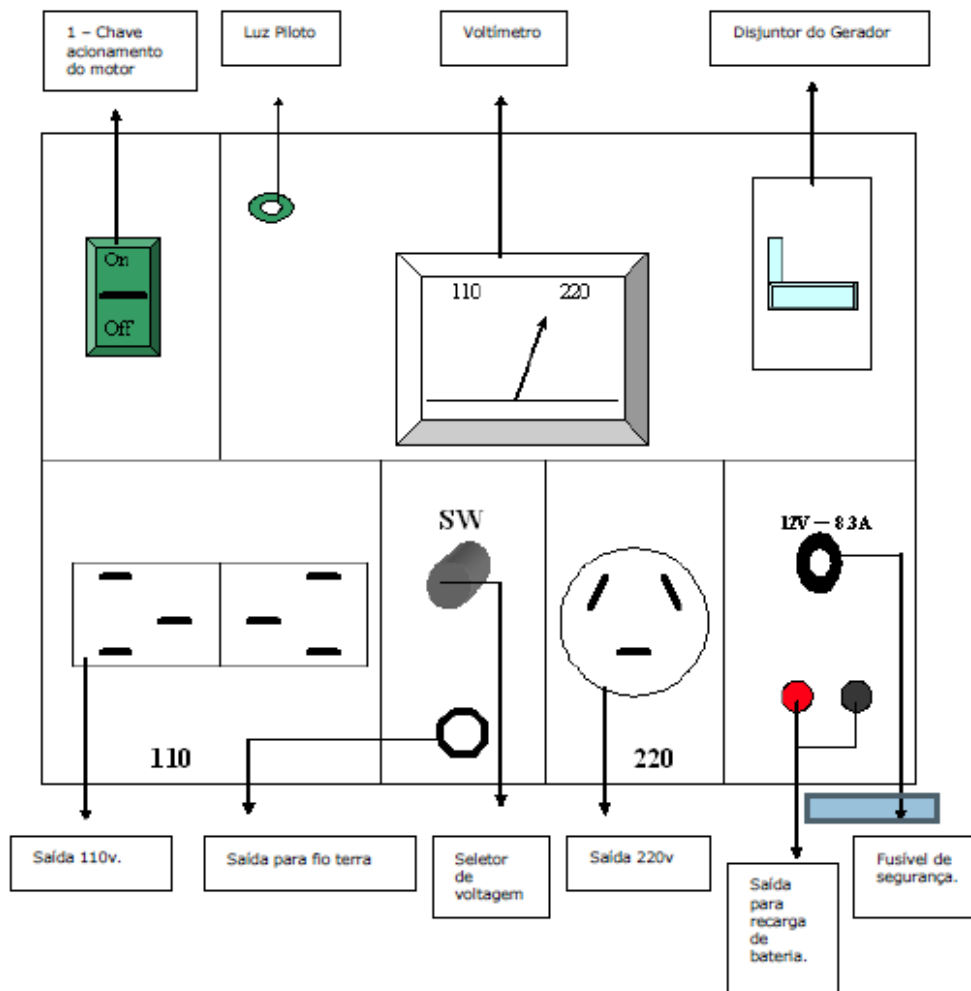 1 – Chave
acionamento
do motor
Luz Piloto
Voltímetro
Disjuntor do Gerador
On
Off
110 220
SW
12V – 8.3A
110
220
Saída 110v.
Saída para fio terra
Seletor
de
voltagem
Saída 220v
Saída
para
recarga
de
bateria.
Fusível de
segurança.